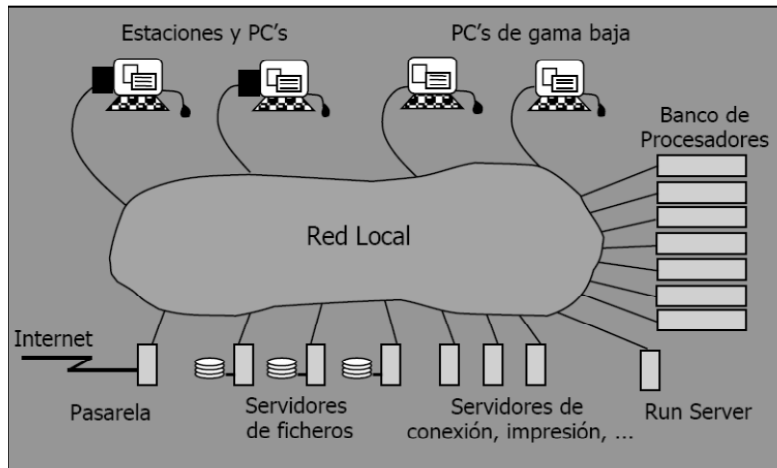 Estaciones y PC's
PC's de gama baja
Banco de
Procesadores
Red Local
Internet
Pasarela
Servidores
de ficheros
Servidores de
conexión, impresión, ...
Run Server